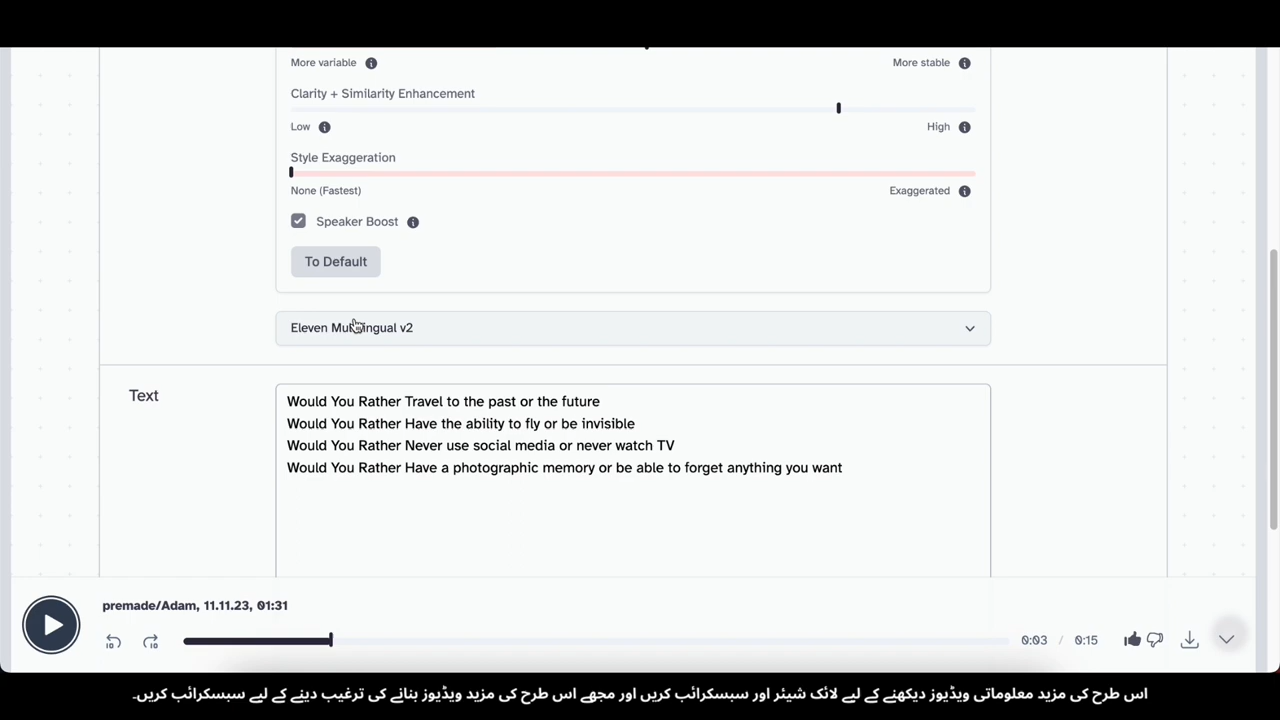 More variable
More stable
Clarity + Similarity Enhancement
Low
High
Style Exaggeration
None (Fastest)
Exaggerated
Speaker Boost
To Default
Eleven Multilingual v2
Text
Would You Rather Travel to the past or the future
Would You Rather Have the ability to fly or be invisible
Would You Rather Never use social media or never watch TV
Would You Rather Have a photographic memory or be able to forget anything you want
premade/Adam, 11.11.23, 01:31
10
10
0:03 / 0:15
اس طرح کی مزید معلوماتی ویڈیوز دیکھنے کے لیے لائک شیئر اور سبسکرائب کریں اور مجھے اس طرح کی مزید ویڈیوز بنانے کی ترغیب دینے کے لیے سبسکرائب کریں۔